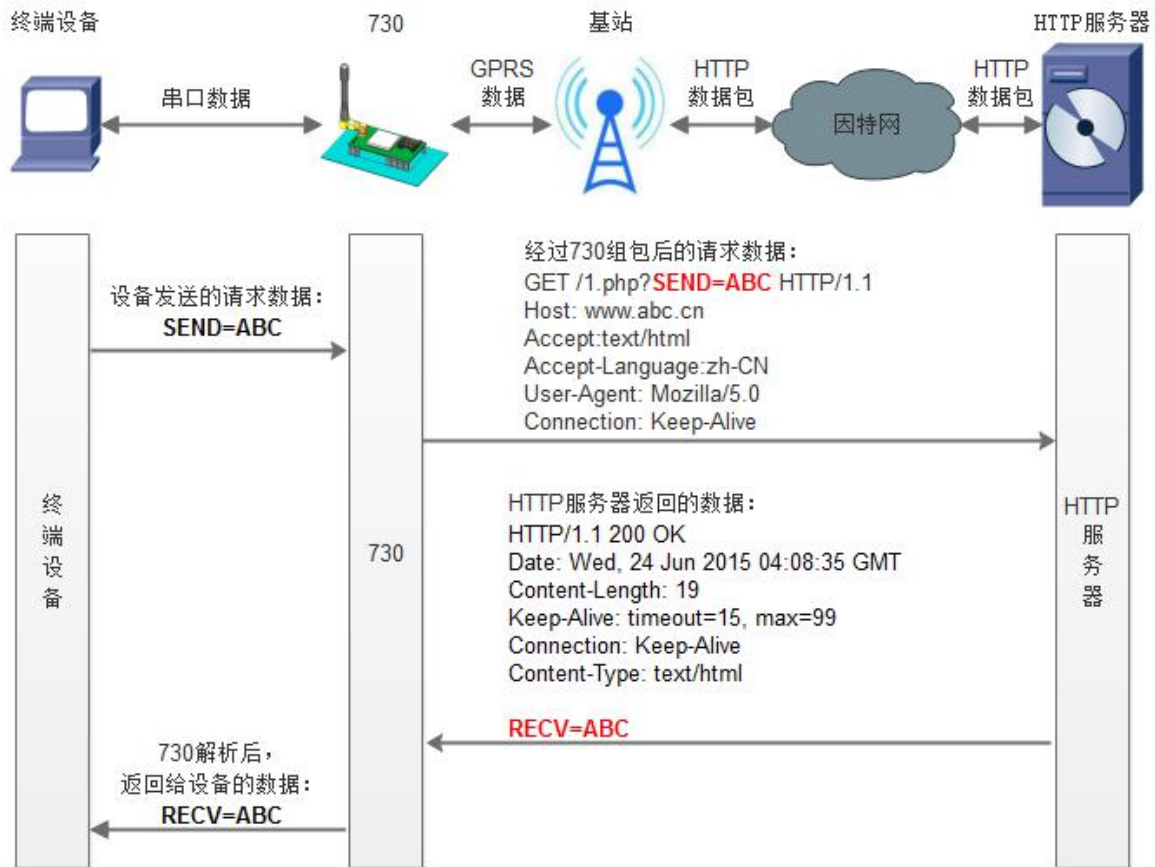 终端设备
730
基站
HTTP服务器
串口数据
GPRS
数据
HTTP
数据包
因特网
HTTP
数据包
设备发送的请求数据：
SEND=ABC
经过730组包后的请求数据：
GET /1.php?SEND=ABC HTTP/1.1
Host: www.abc.cn
Accept:text/html
Accept-Language:zh-CN
User-Agent: Mozilla/5.0
Connection: Keep-Alive
终
端
设
备
730
HTTP
服
务
器
HTTP服务器返回的数据：
HTTP/1.1 200 OK
Date: Wed, 24 Jun 2015 04:08:35 GMT
Content-Length: 19
Keep-Alive: timeout=15, max=99
Connection: Keep-Alive
Content-Type: text/html
RECV=ABC
730解析后，
返回给设备的数据：
RECV=ABC